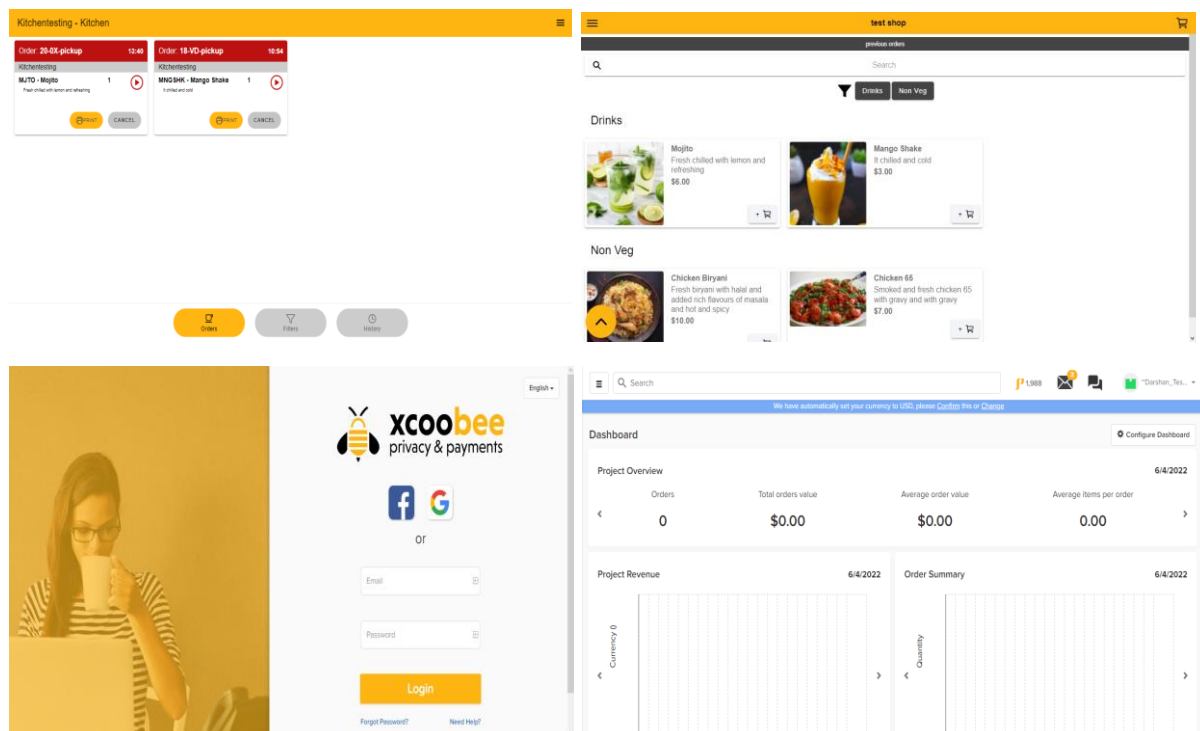 Kitchentesting - Kitchen
Order: 20-0X-pickup 13:40
Kitchentesting
MJTO - Mojito 1
Fresh chilled with lemon and refreshing
PRINT CANCEL
Order: 18-VD-pickup 10:54
Kitchentesting
MNGSHK - Mango Shake 1
It chilled and cold
PRINT CANCEL
Orders Filters History
test shop
previous orders
Search
Drinks Non Veg
Drinks
Mojito
Fresh chilled with lemon and
refreshing
$6.00
+
Mango Shake
It chilled and cold
$3.00
+
Non Veg
Chicken Biryani
Fresh biryani with halal and
added rich flavours of masala
and hot and spicy
$10.00
Chicken 65
Smoked and fresh chicken 65
with gravy and with gravy
$7.00
+
English
xcoobee
privacy & payments
or
Email
Password
Login
Forgot Password? Need Help?
Search
1,988
3
~Darshan_Tes...
We have automatically set your currency to USD, please Confirm this or Change
Dashboard
Configure Dashboard
Project Overview 6/4/2022
Orders Total orders value Average order value Average items per order
0 $0.00 $0.00 0.00
Project Revenue 6/4/2022
Currency ()
Order Summary 6/4/2022
Quantity